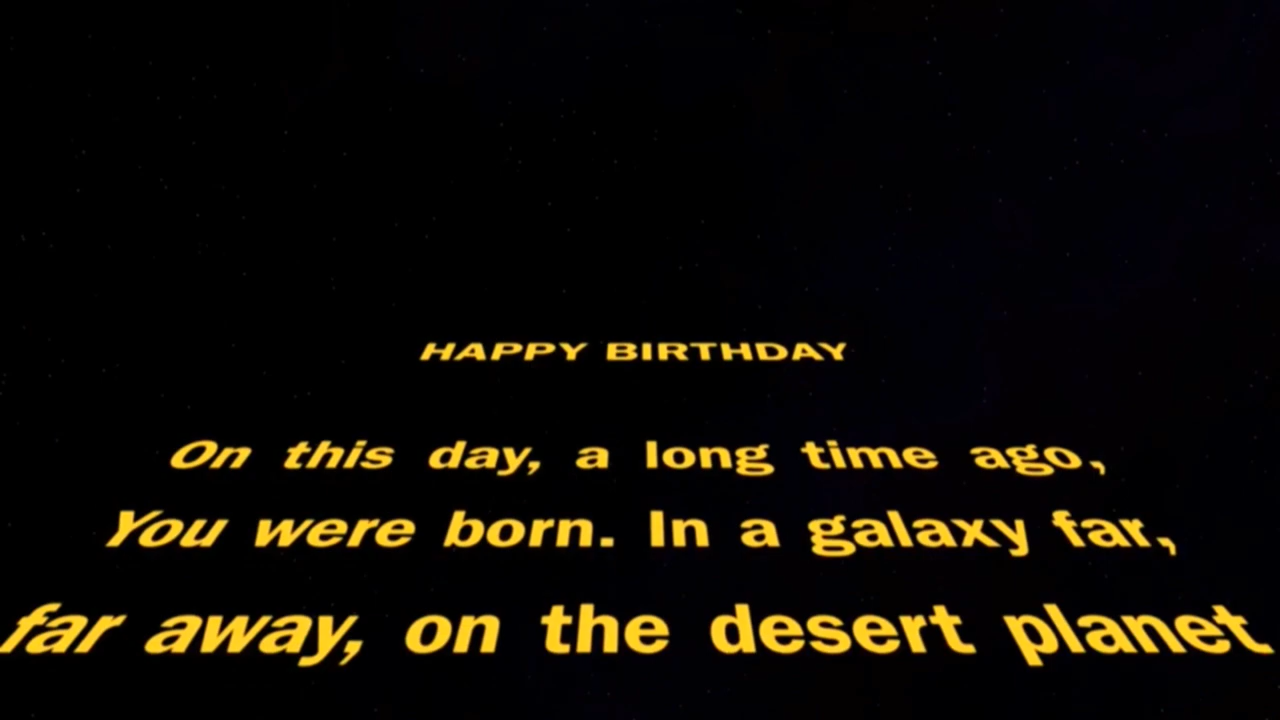 HAPPY BIRTHDAY
On this day, a long time ago,
You were born. In a galaxy far,
far away, on the desert planet